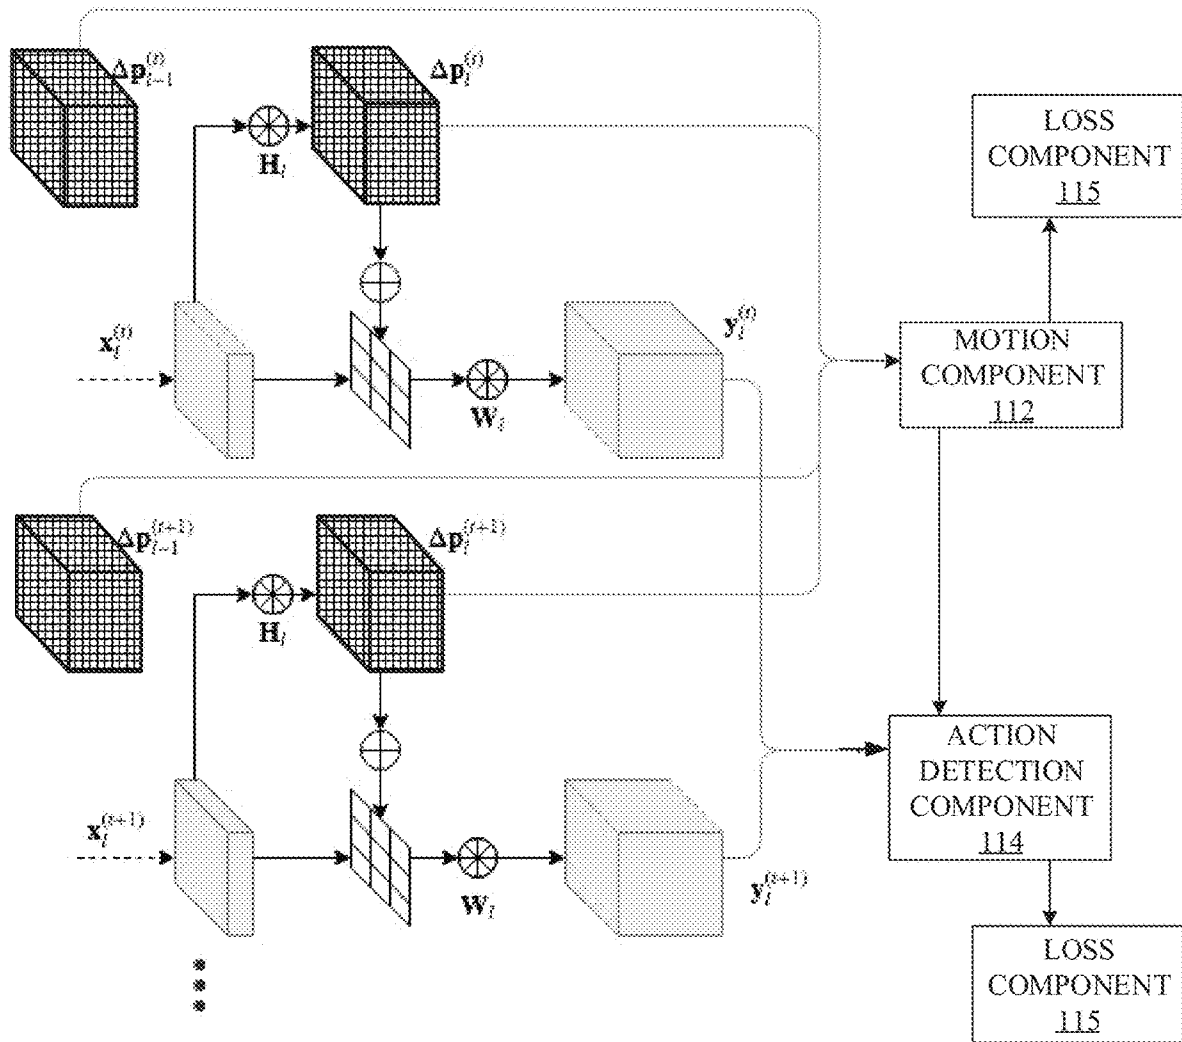 Δp_{l-1}^{(t)}
Δp_l^{(t)}
H_l
x_l^{(t)}
W_l
y_l^{(t)}
Δp_{l-1}^{(t+1)}
Δp_l^{(t+1)}
H_l
x_l^{(t+1)}
W_l
y_l^{(t+1)}
LOSS
COMPONENT
115
MOTION
COMPONENT
112
ACTION
DETECTION
COMPONENT
114
LOSS
COMPONENT
115